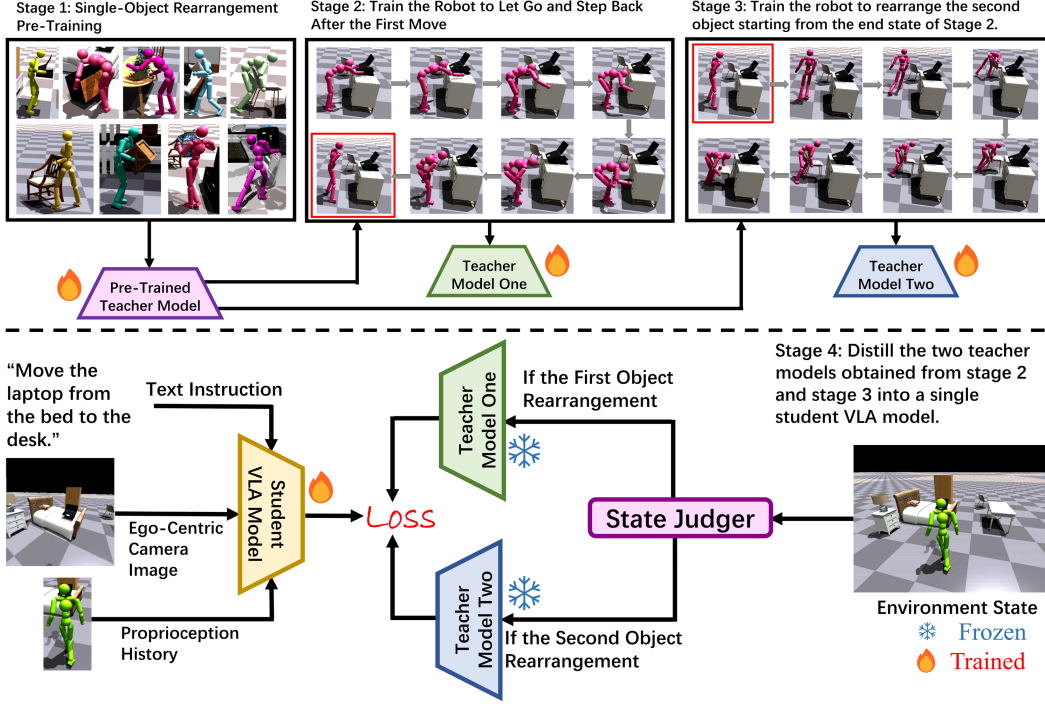 Stage 1: Single-Object Rearrangement
Pre-Training
Stage 2: Train the Robot to Let Go and Step Back
After the First Move
Stage 3: Train the robot to rearrange the second
object starting from the end state of Stage 2.
Pre-Trained
Teacher Model
Teacher
Model One
Teacher
Model Two
“Move the
laptop from
the bed to the
desk.”
Text Instruction
Ego-Centric
Camera
Image
Proprioception
History
Student
VLA Model
Loss
Teacher
Model One
Teacher
Model Two
If the First Object
Rearrangement
If the Second Object
Rearrangement
State Judger
Stage 4: Distill the two teacher
models obtained from stage 2
and stage 3 into a single
student VLA model.
Environment State
Frozen
Trained